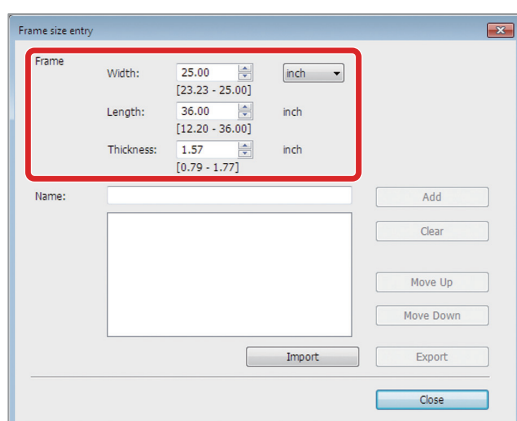 Frame size entry
Frame
Width: 25.00 inch
[23.23 - 25.00]
Length: 36.00 inch
[12.20 - 36.00]
Thickness: 1.57 inch
[0.79 - 1.77]
Name: Add
Clear
Move Up
Move Down
Import Export
Close